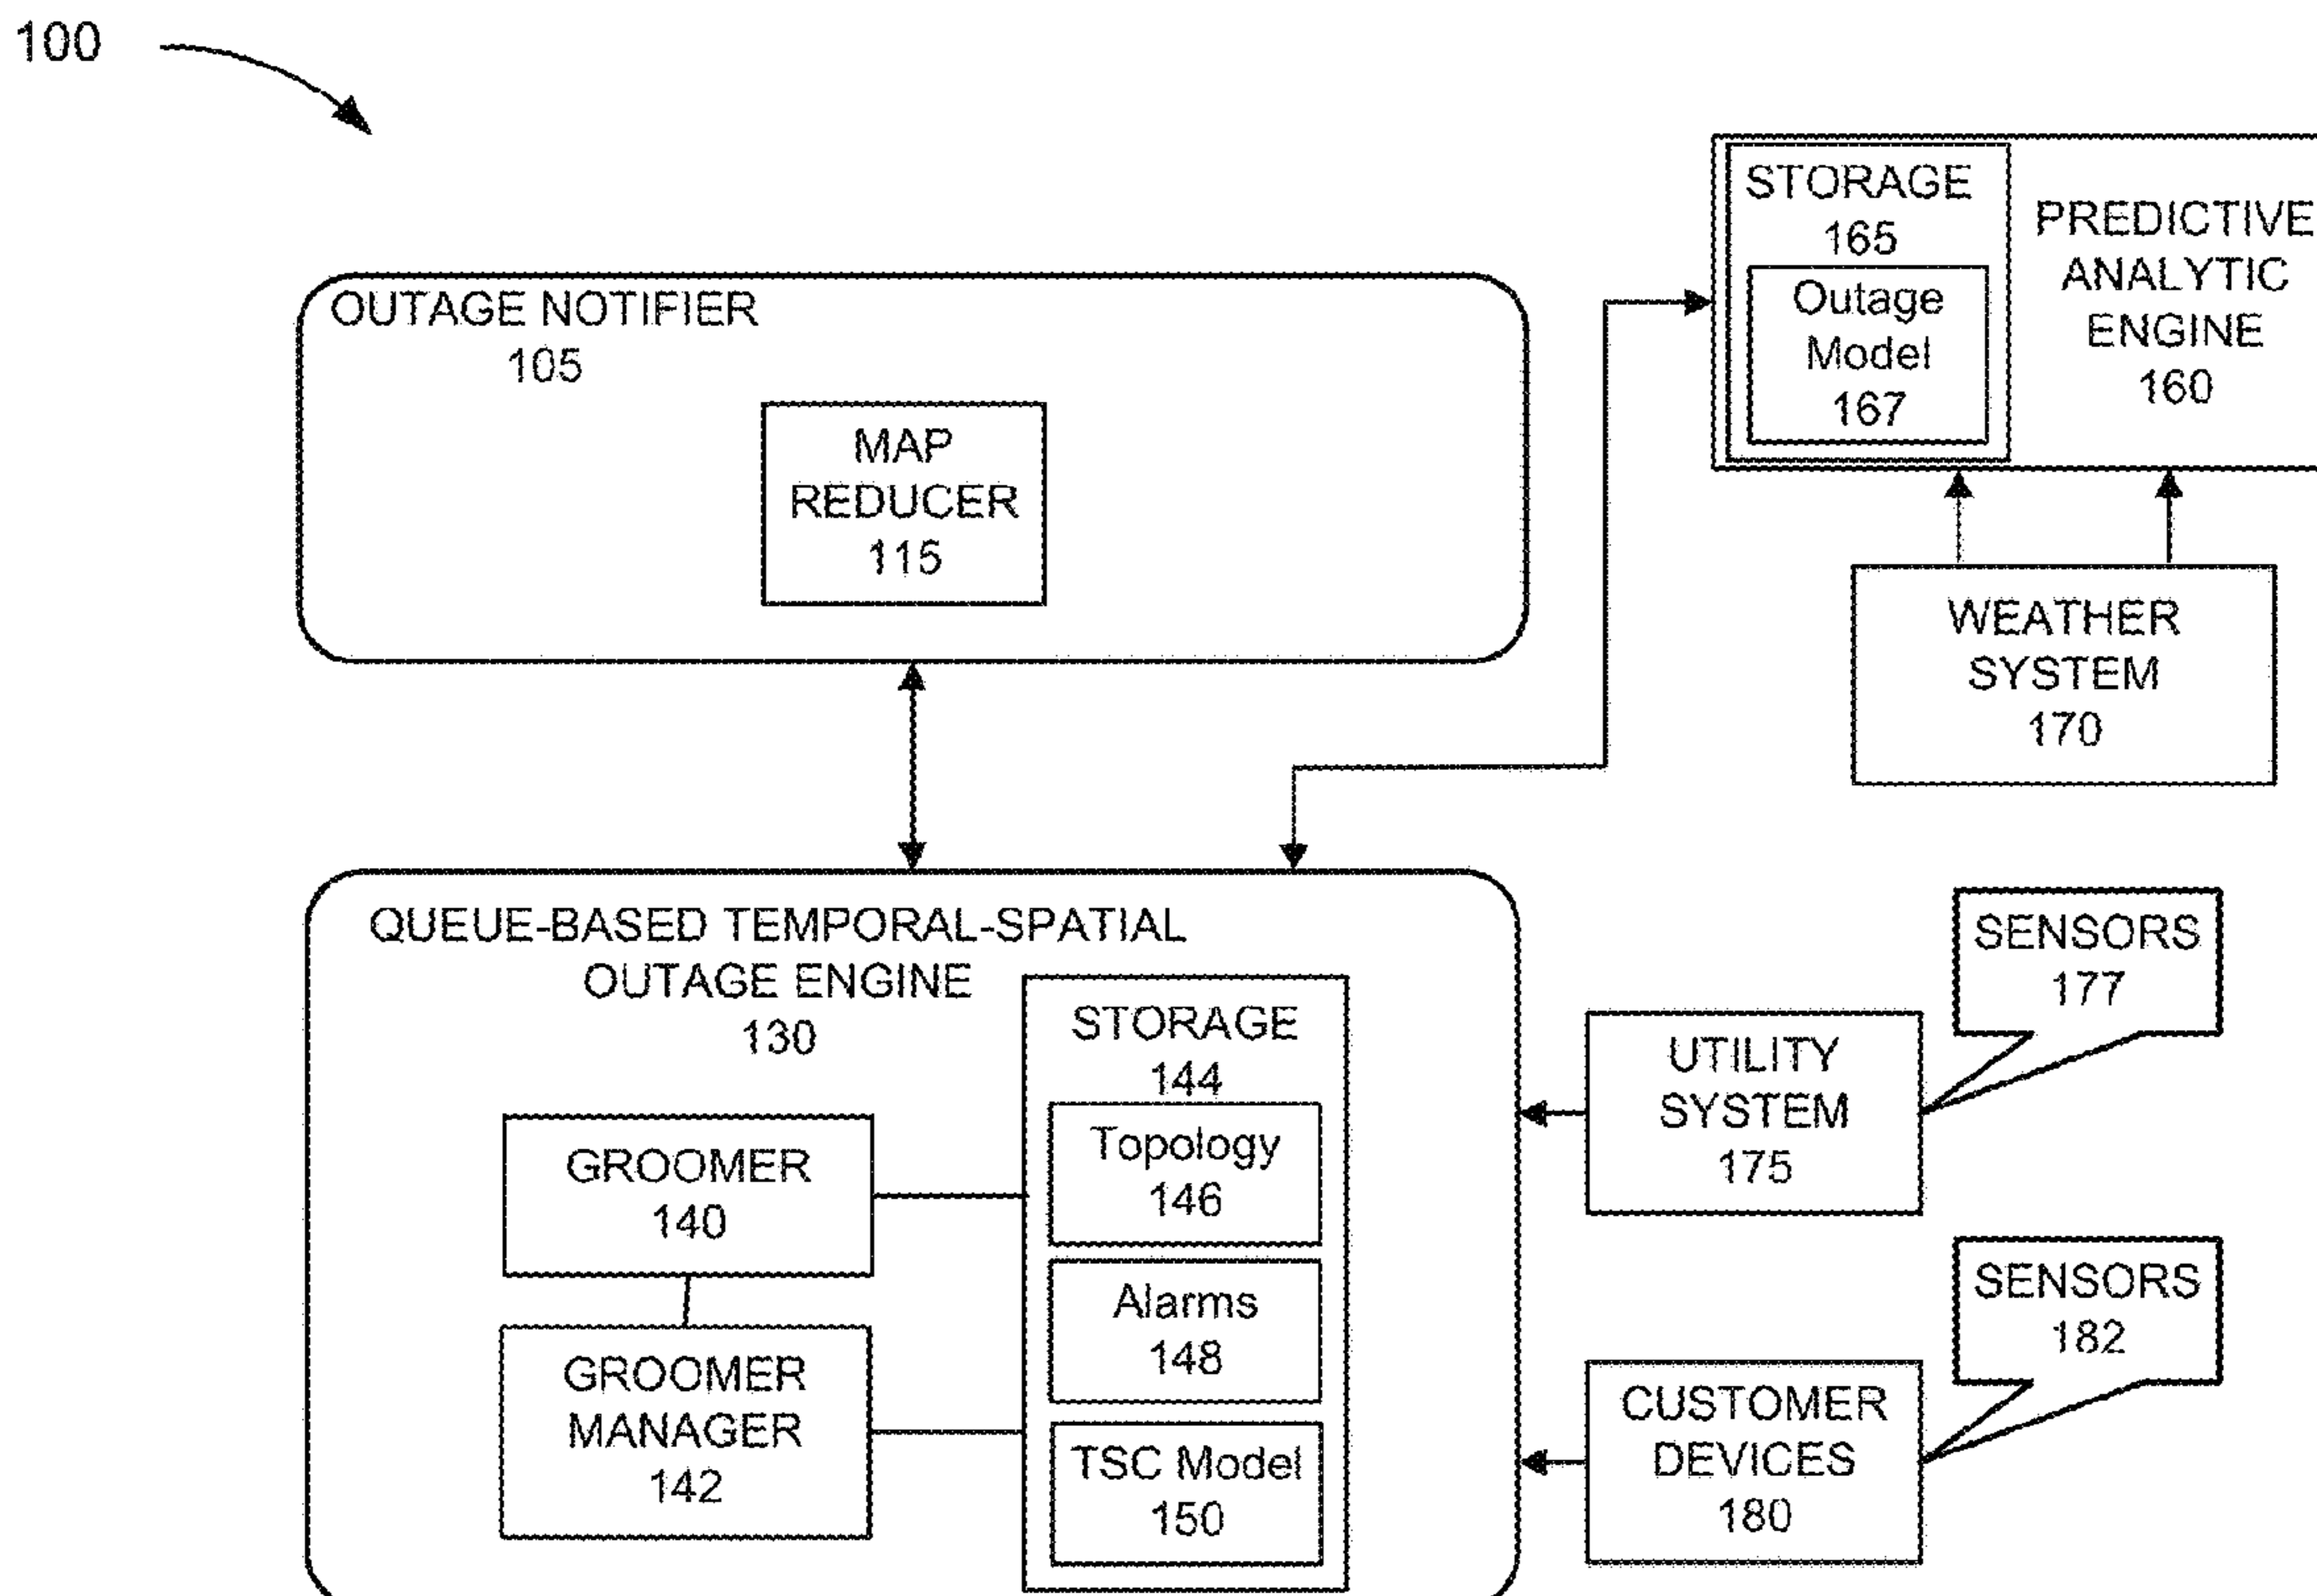 100
OUTAGE NOTIFIER
105
MAP
REDUCER
115
STORAGE
165
Outage
Model
167
PREDICTIVE
ANALYTIC
ENGINE
160
WEATHER
SYSTEM
170
QUEUE-BASED TEMPORAL-SPATIAL
OUTAGE ENGINE
130
GROOMER
140
GROOMER
MANAGER
142
STORAGE
144
Topology
146
Alarms
148
TSC Model
150
SENSORS
177
UTILITY
SYSTEM
175
SENSORS
182
CUSTOMER
DEVICES
180